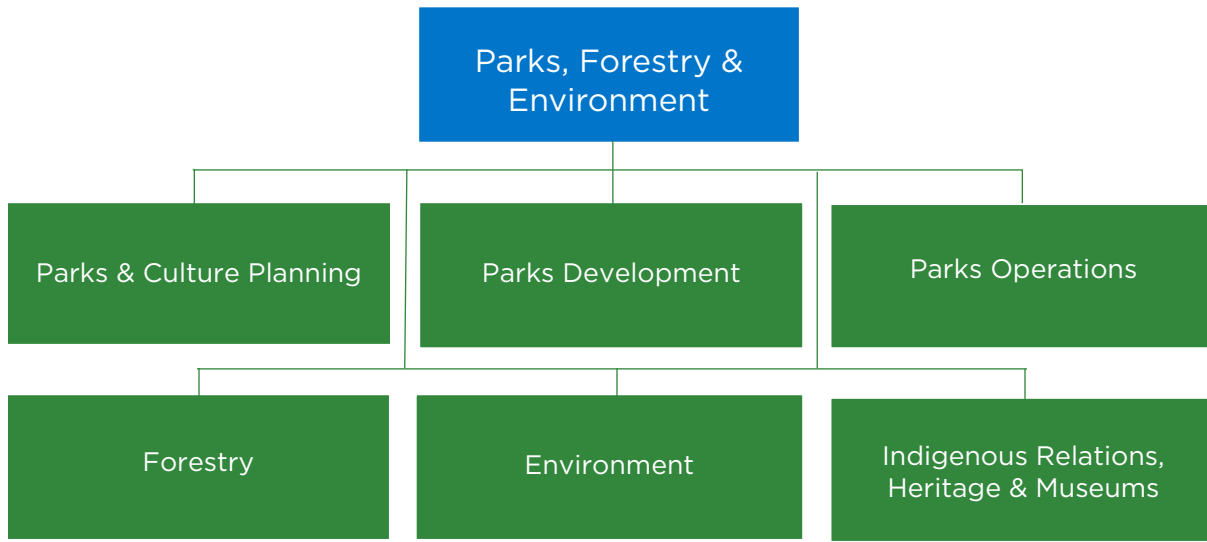 Parks, Forestry &
Environment
Parks & Culture Planning
Parks Development
Parks Operations
Forestry
Environment
Indigenous Relations,
Heritage & Museums